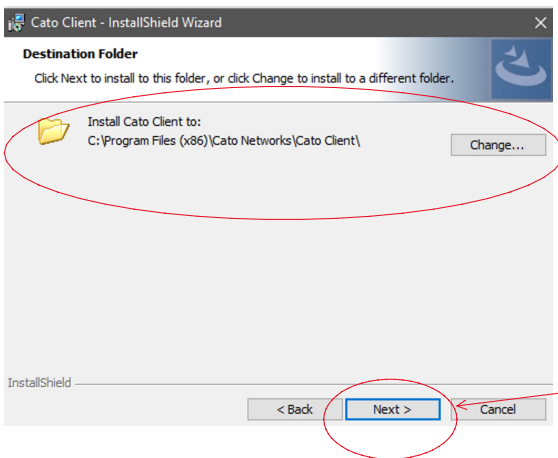 Cato Client - InstallShield Wizard
Destination Folder
Click Next to install to this folder, or click Change to install to a different folder.
Install Cato Client to:
C:\Program Files (x86)\Cato Networks\Cato Client\
Change...
InstallShield
< Back
Next >
Cancel